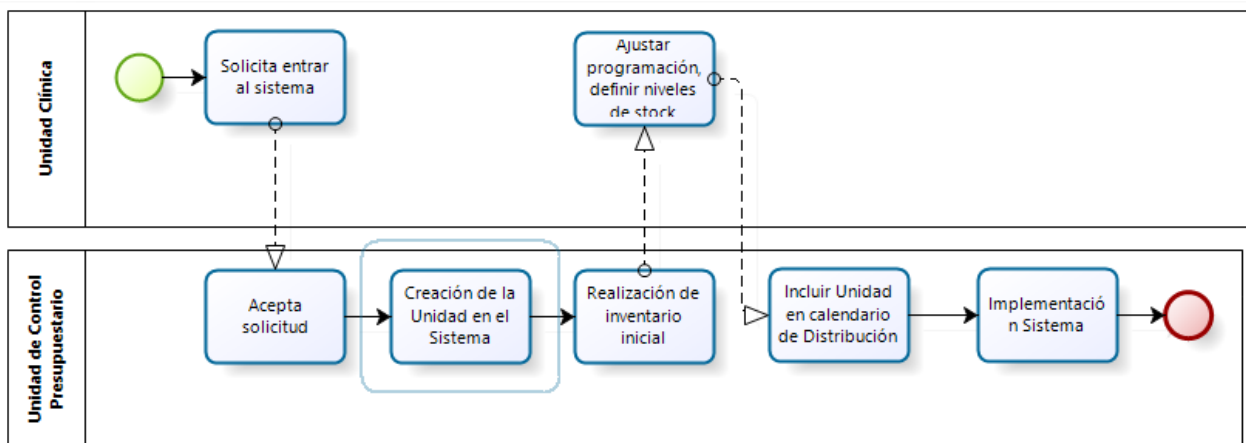 Unidad Clínica
Solicita entrar
al sistema
Ajustar
programación,
definir niveles
de stock
Unidad de Control
Presupuestario
Acepta
solicitud
Creación de la
Unidad en el
Sistema
Realización de
inventario
inicial
Incluir Unidad
en calendario
de Distribución
Implementació
n Sistema